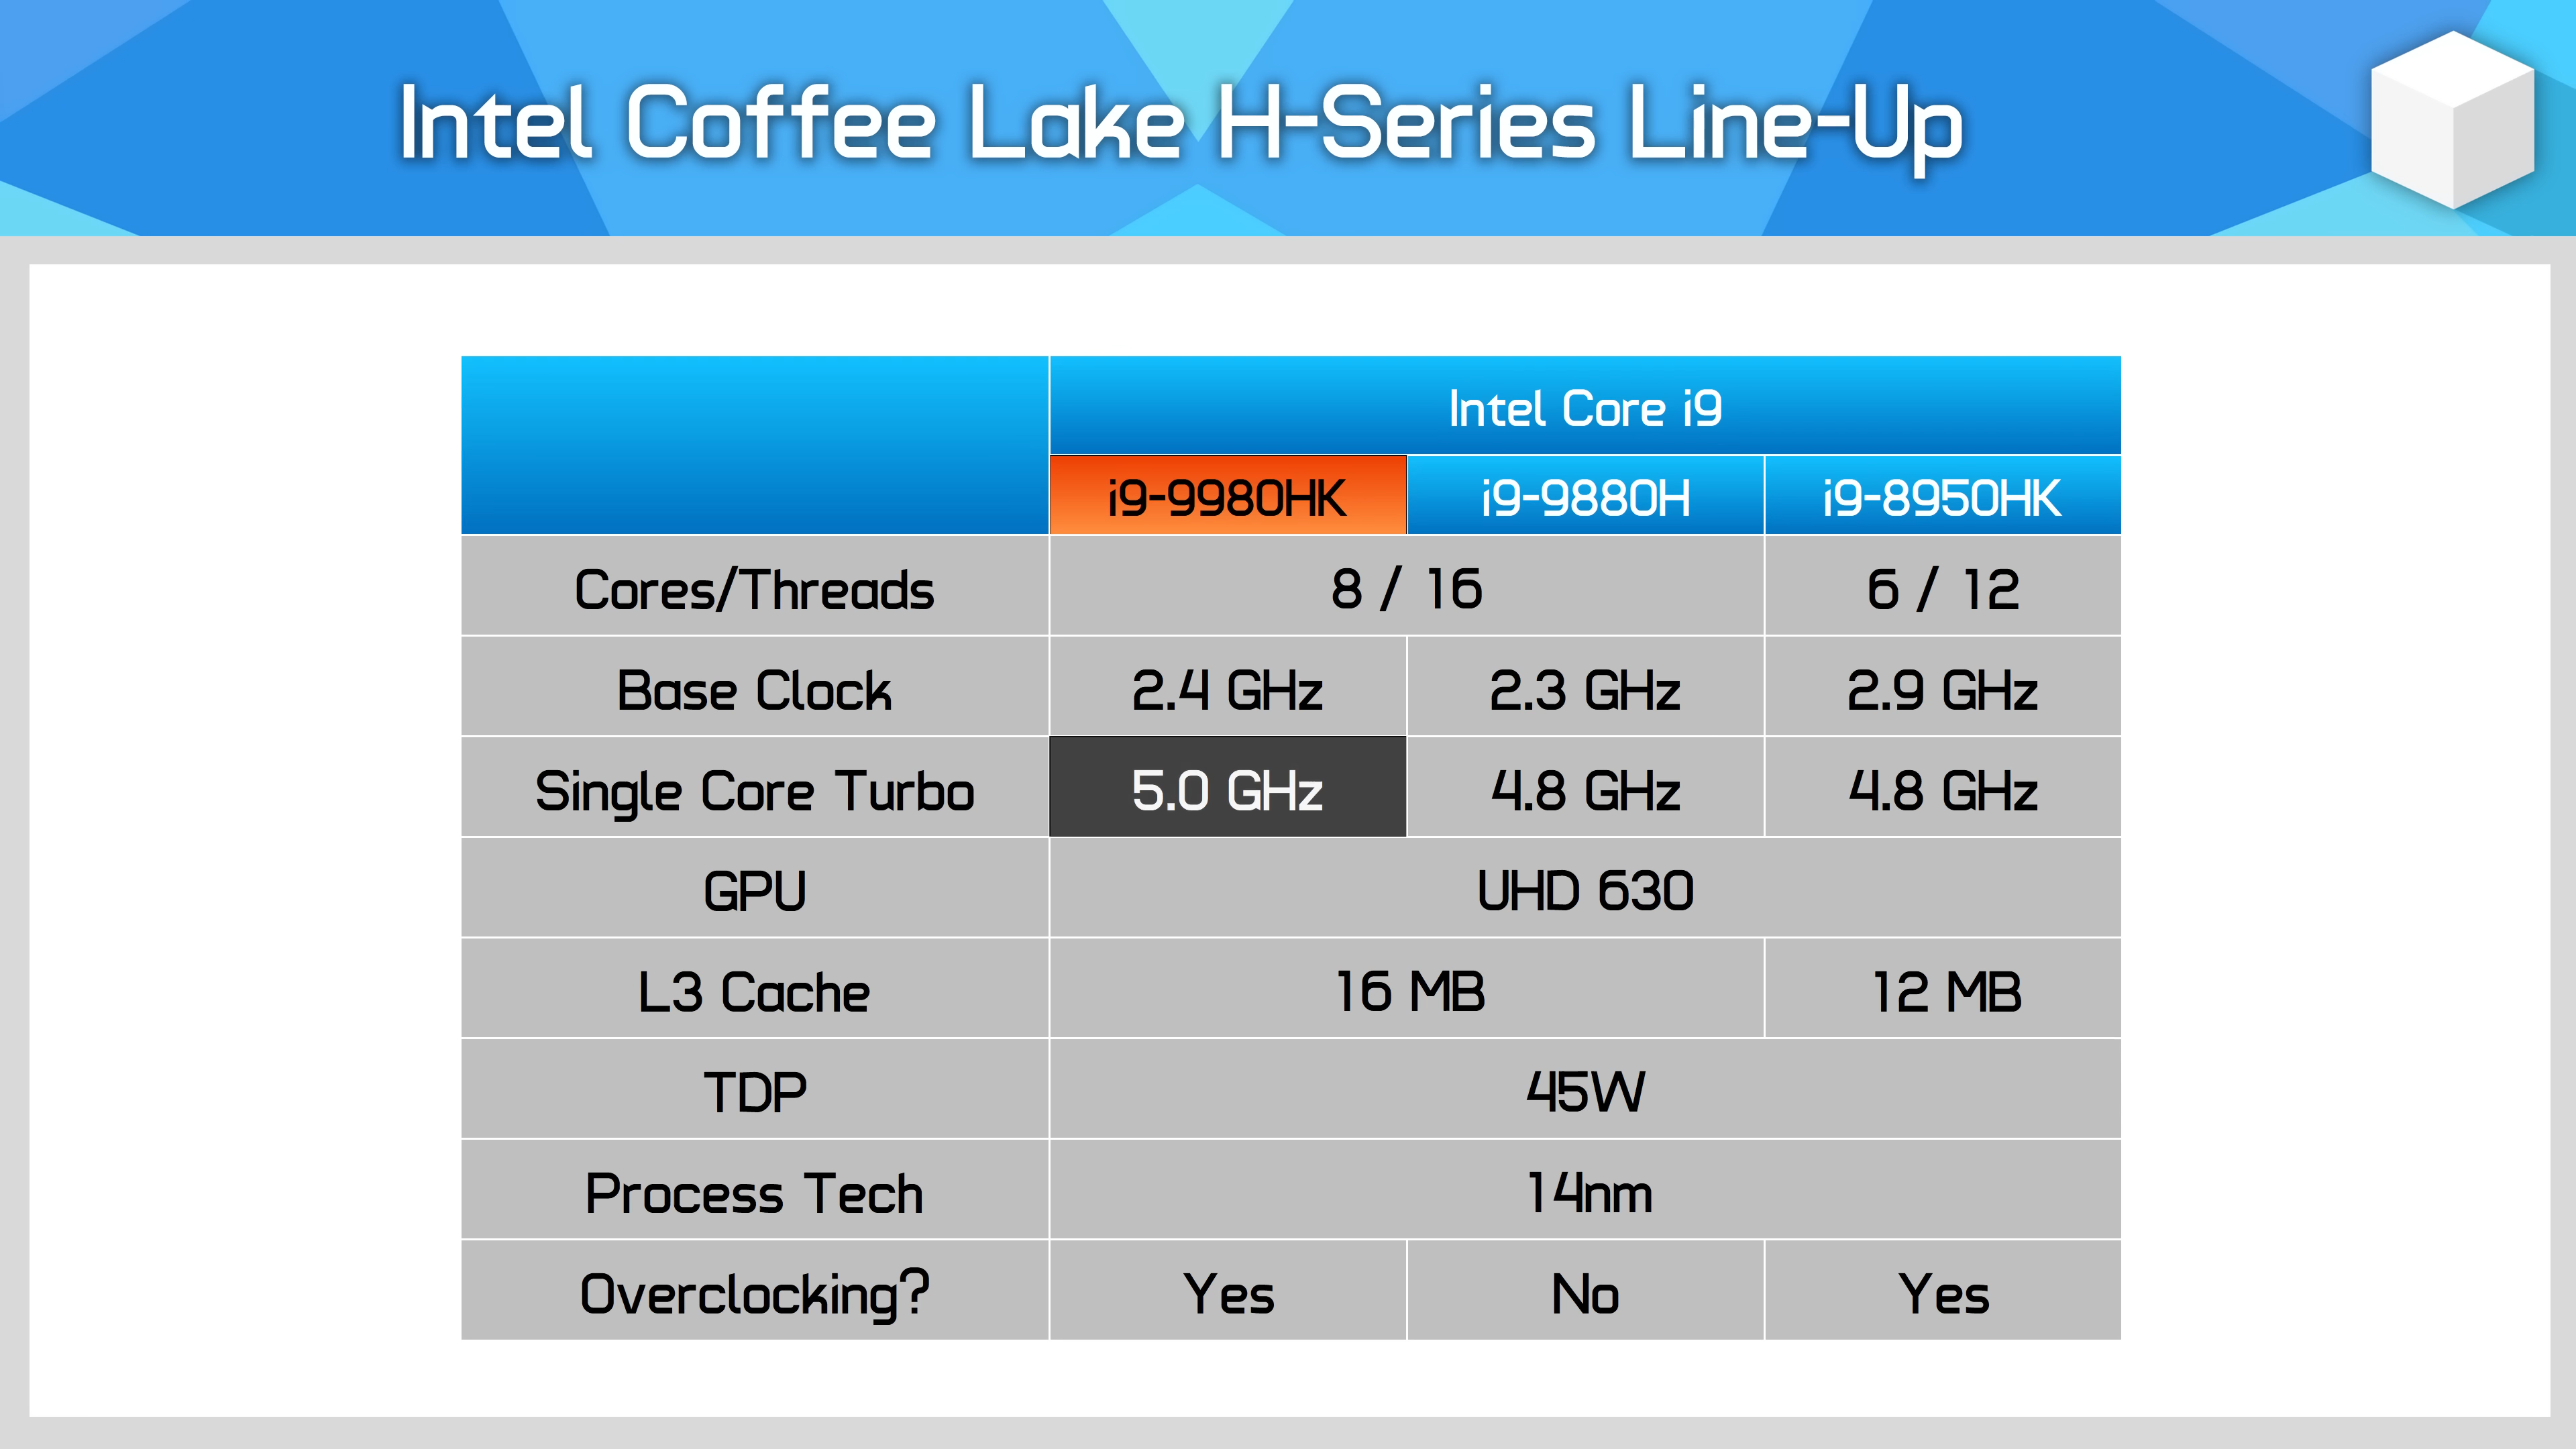 Intel Coffee Lake H-Series Line-Up
Intel Core i9
i9-9980HK i9-9880H i9-8950HK
Cores/Threads 8 / 16 6 / 12
Base Clock 2.4 GHz 2.3 GHz 2.9 GHz
Single Core Turbo 5.0 GHz 4.8 GHz 4.8 GHz
GPU UHD 630
L3 Cache 16 MB 12 MB
TDP 45W
Process Tech 14nm
Overclocking? Yes No Yes